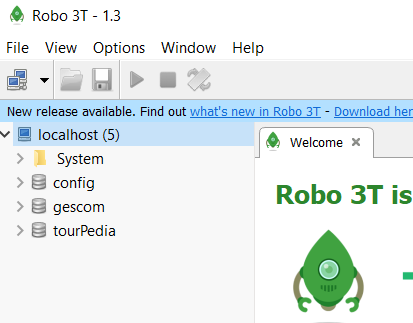 Robo 3T - 1.3
File View Options Window Help
New release available. Find out what's new in Robo 3T - Download her
localhost (5)
Welcome
System
config
gescom
tourPedia
Robo 3T is